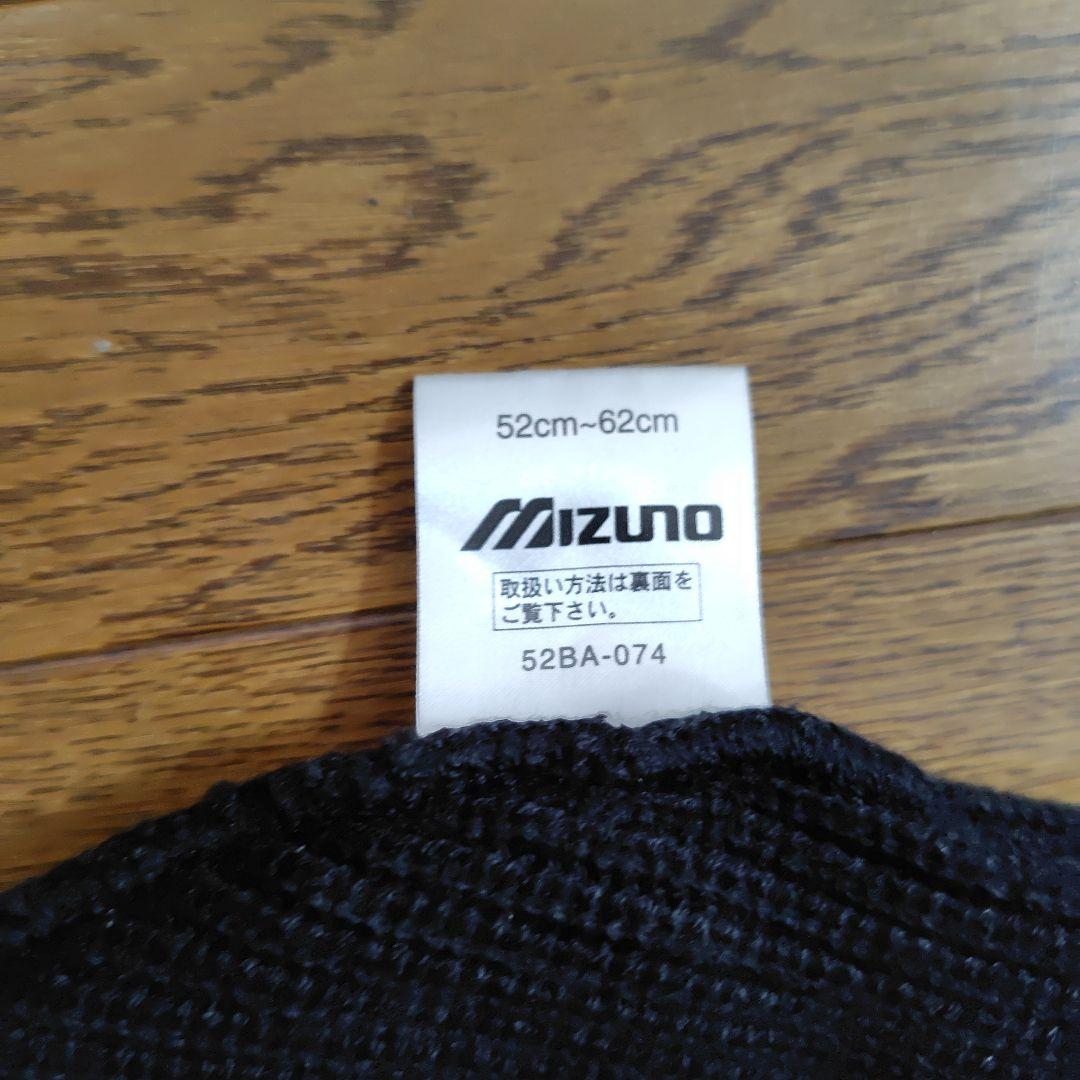 52cm~62cm
MIZUNO
取扱い方法は裏面を
ご覧下さい。
52BA-074